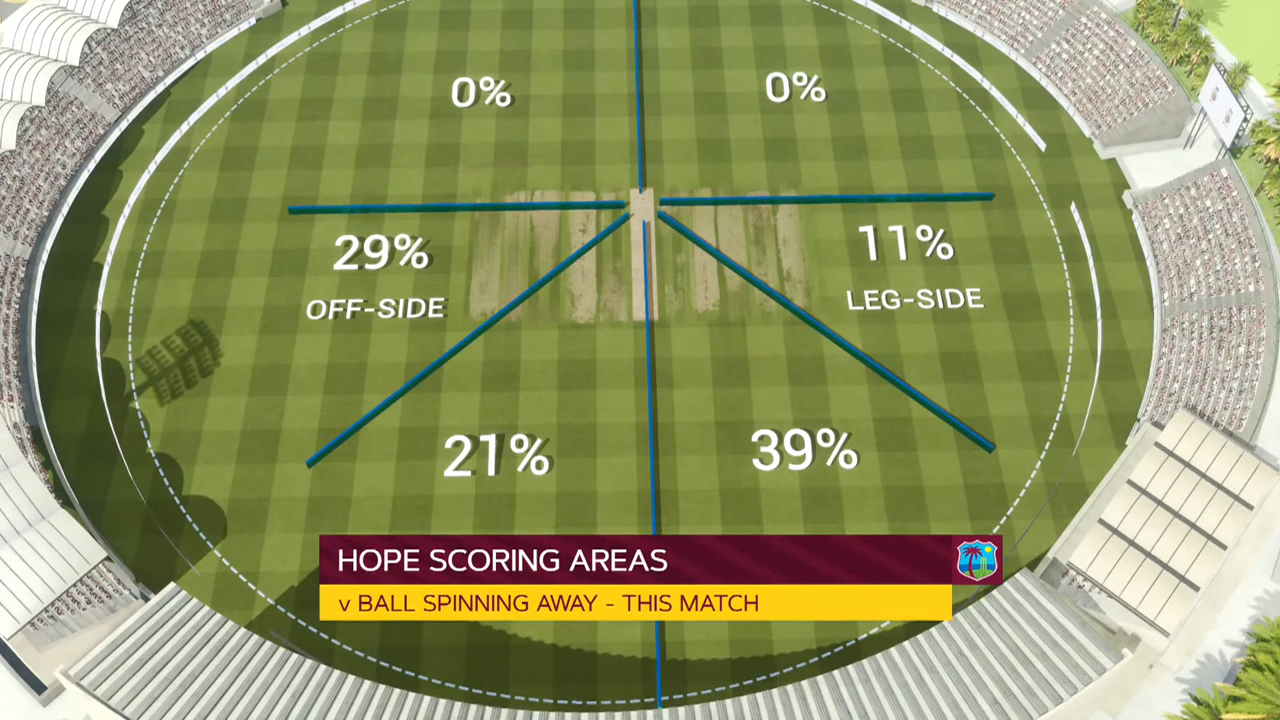 0%
0%
29%
OFF-SIDE
11%
LEG-SIDE
21%
39%
HOPE SCORING AREAS
v BALL SPINNING AWAY - THIS MATCH